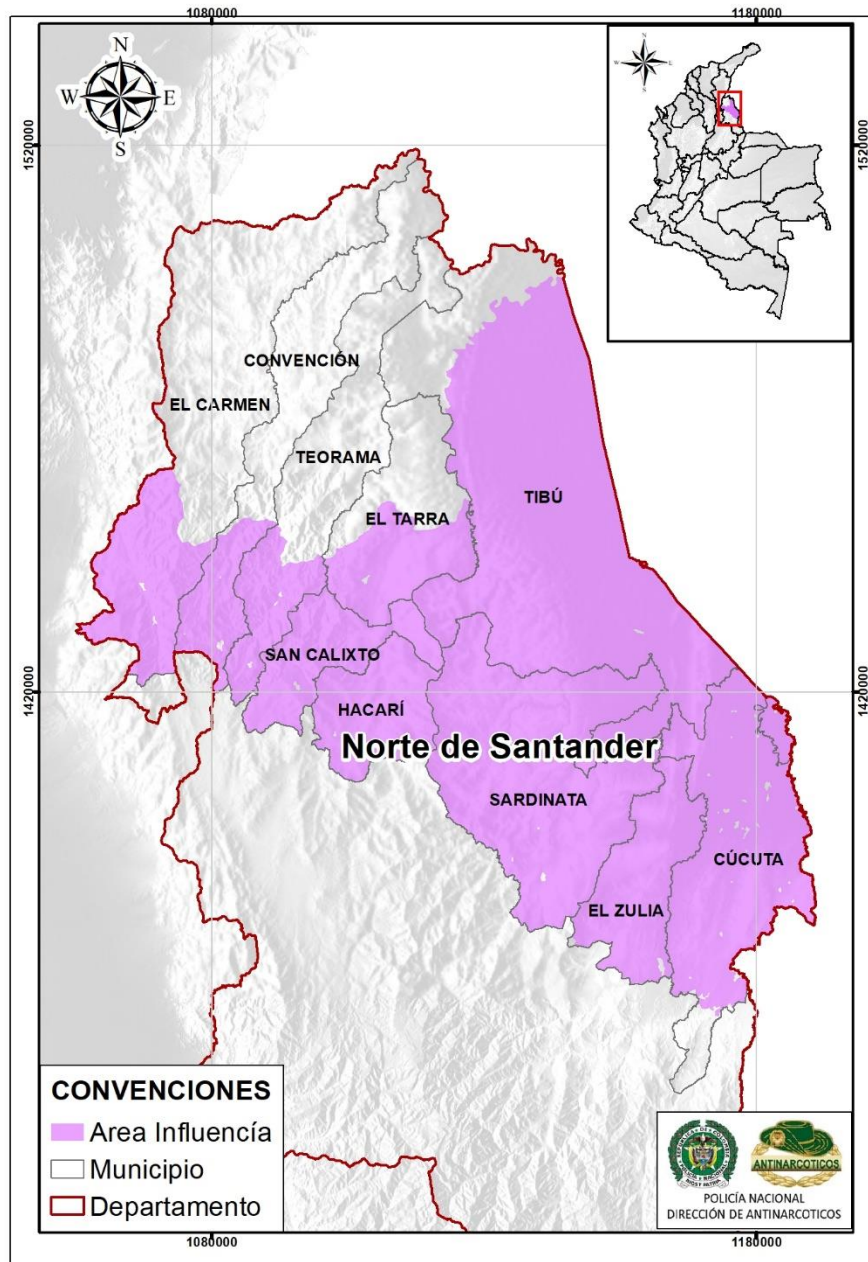 1080000
1180000
N
W E
S
1520000
1520000
CONVENCIÓN
EL CARMEN
TEORAMA
TIBÚ
EL TARRA
SAN CALIXTO
1420000
1420000
HACARÍ
Norte de Santander
SARDINATA
CÚCUTA
EL ZULIA
CONVENCIONES
Area Influencía
Municipio
Departamento
ANTINARCOTICOS
POLICÍA NACIONAL
DIRECCIÓN DE ANTINARCOTICOS
1080000
1180000